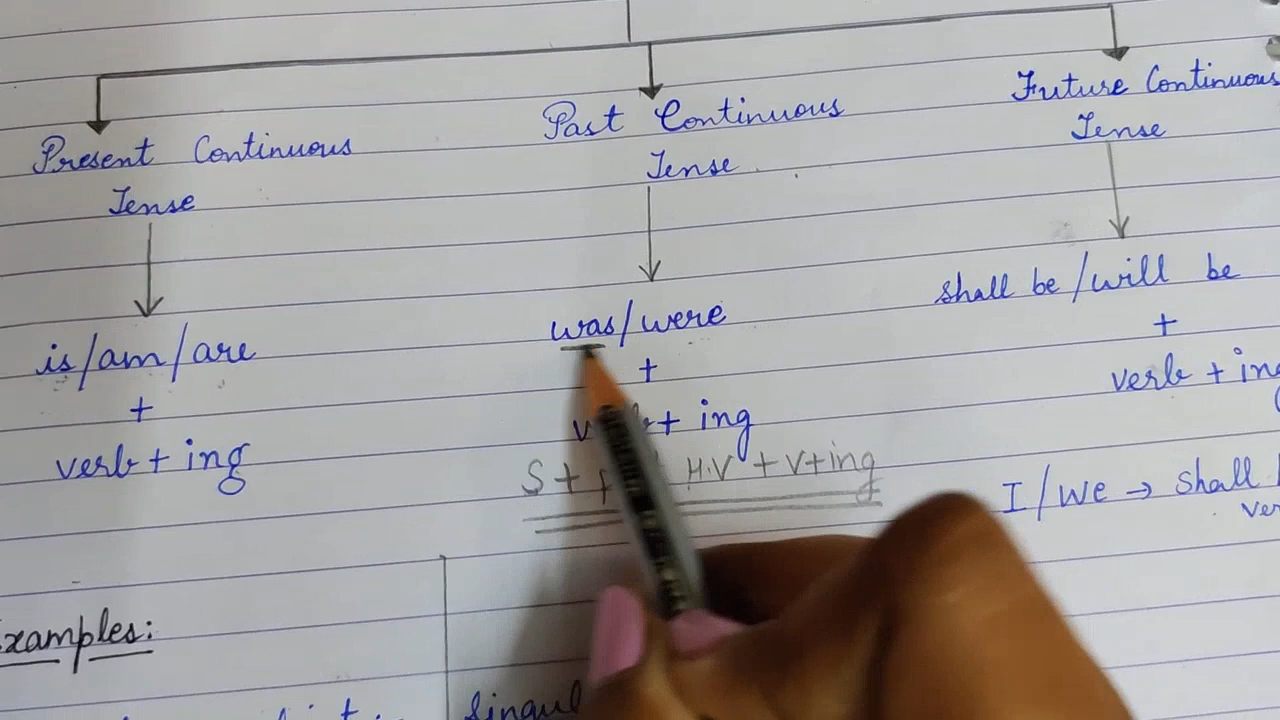 Present Continuous
Tense
is/am/are
+
verb + ing
Past Continuous
Tense
was/were
+
+ ing
S + H.V + V+ing
Future Continuous
Tense
shall be/will be
+
verb + ing
I/We → shall
Examples: